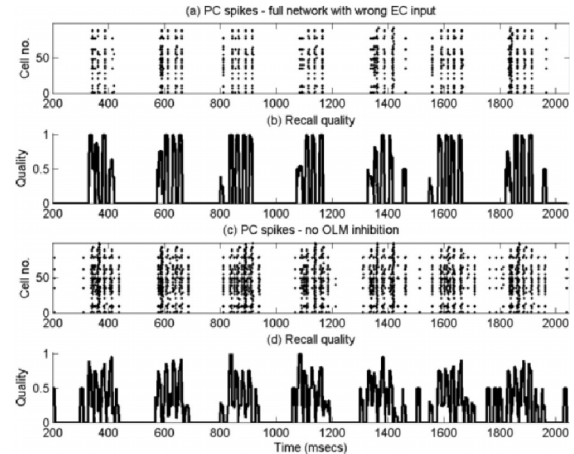 (a) PC spikes - full network with wrong EC input
Cell no.
50
0
200 400 600 800 1000 1200 1400 1600 1800 2000
(b) Recall quality
Quality
1
0.5
0
200 400 600 800 1000 1200 1400 1600 1800 2000
(c) PC spikes - no OLM inhibition
Cell no.
50
0
200 400 600 800 1000 1200 1400 1600 1800 2000
(d) Recall quality
Quality
1
0.5
0
200 400 600 800 1000 1200 1400 1600 1800 2000
Time (msecs)